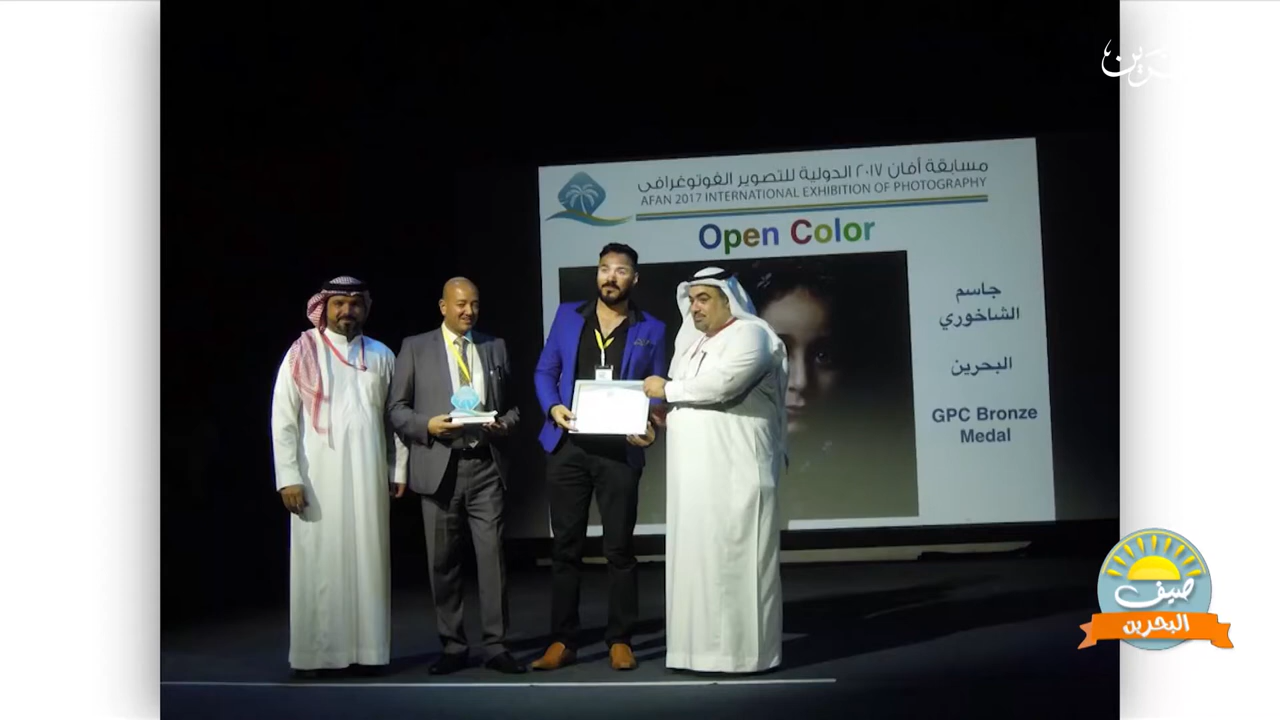 مسابقة أفان ٢٠١٧ الدولية للتصوير الفوتوغرافي
AFAN 2017 INTERNATIONAL EXHIBITION OF PHOTOGRAPHY
Open Color
جاسم
الشاخوري
البحرين
GPC Bronze
Medal
صيف
البحرين